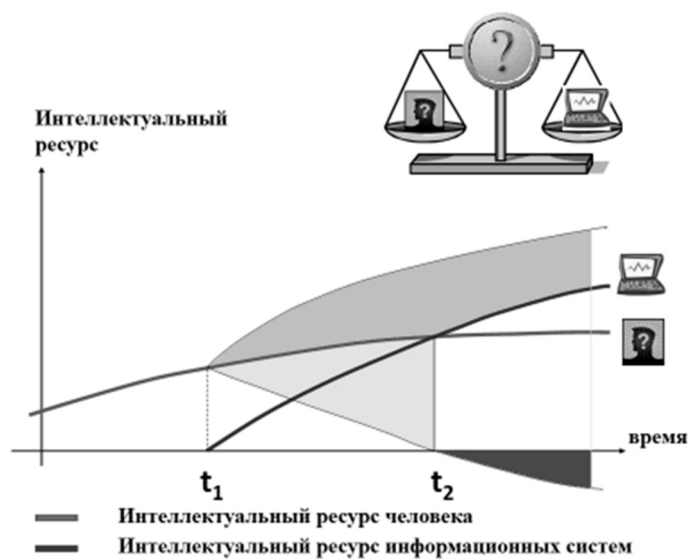 ?
Интеллектуальный
ресурс
?
?
время
t1
t2
Интеллектуальный ресурс человека
Интеллектуальный ресурс информационных систем